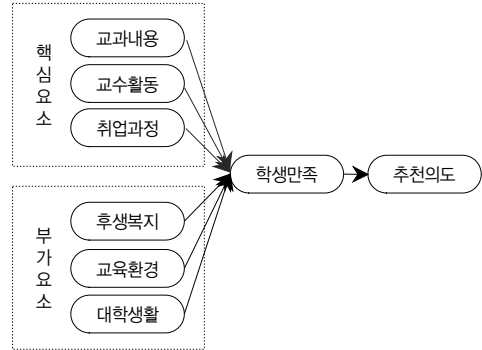 핵심요소
교과내용
교수활동
취업과정
학생만족
추천의도
부가요소
후생복지
교육환경
대학생활